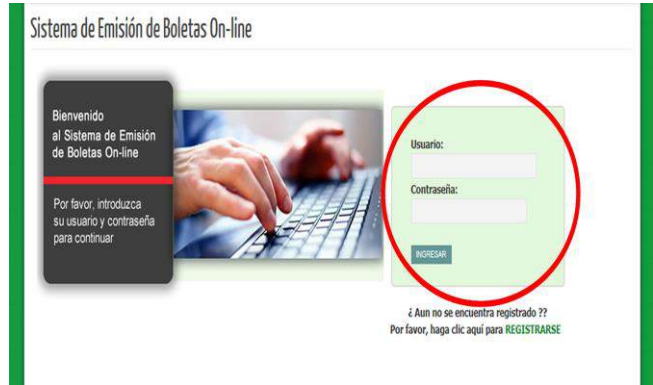 Sistema de Emisión de Boletas On-line
Bienvenido
al Sistema de Emisión
de Boletas On-line
Por favor, introduzca
su usuario y contraseña
para continuar
Usuario:
Contraseña:
INGRESAR
¿ Aun no se encuentra registrado ??
Por favor, haga clic aquí para REGISTRARSE